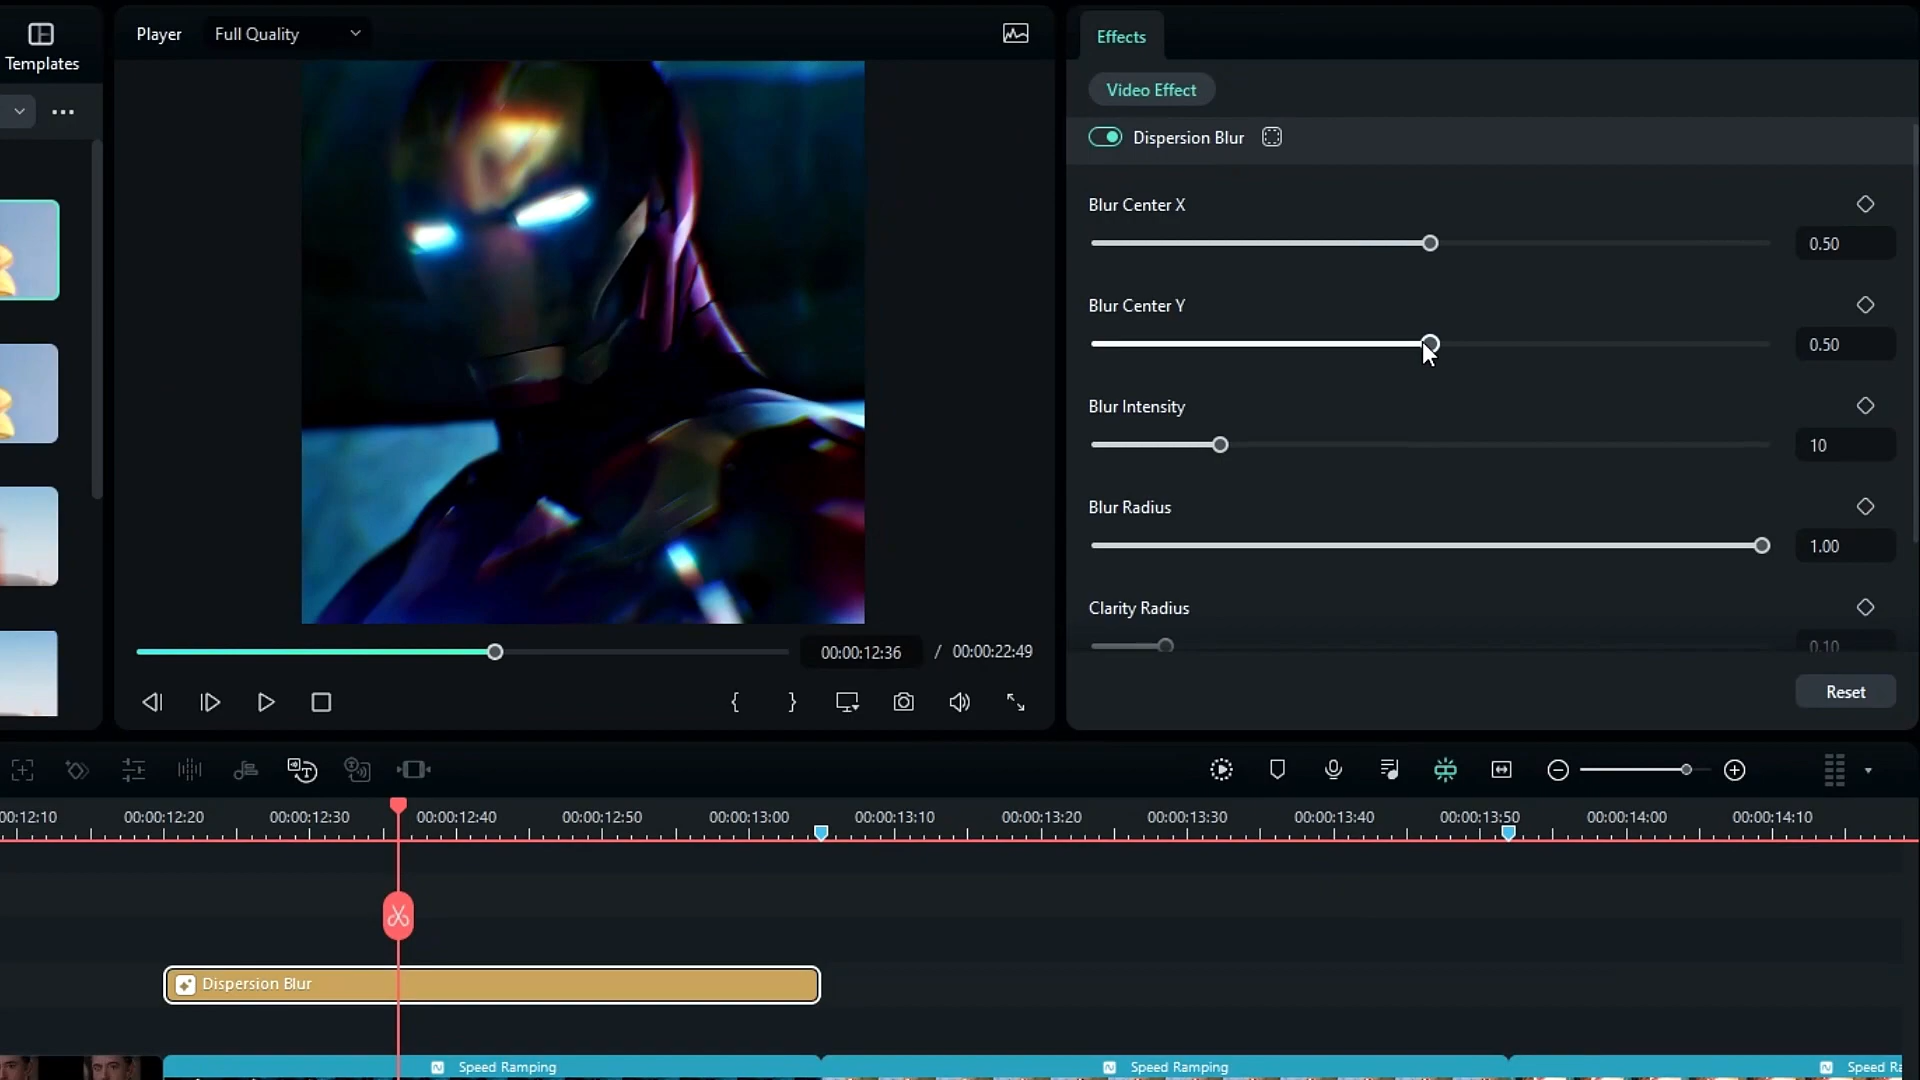 Templates
Player
Full Quality
Effects
Video Effect
Dispersion Blur
Blur Center X
0.50
Blur Center Y
0.50
Blur Intensity
10
Blur Radius
1.00
Clarity Radius
0.10
Reset
00:00:12:36 / 00:00:22:49
00:12:10 00:00:12:20 00:00:12:30 00:00:12:40 00:00:12:50 00:00:13:00 00:00:13:10 00:00:13:20 00:00:13:30 00:00:13:40 00:00:13:50 00:00:14:00 00:00:14:10
Dispersion Blur
Speed Ramping Speed Ramping Speed Ra